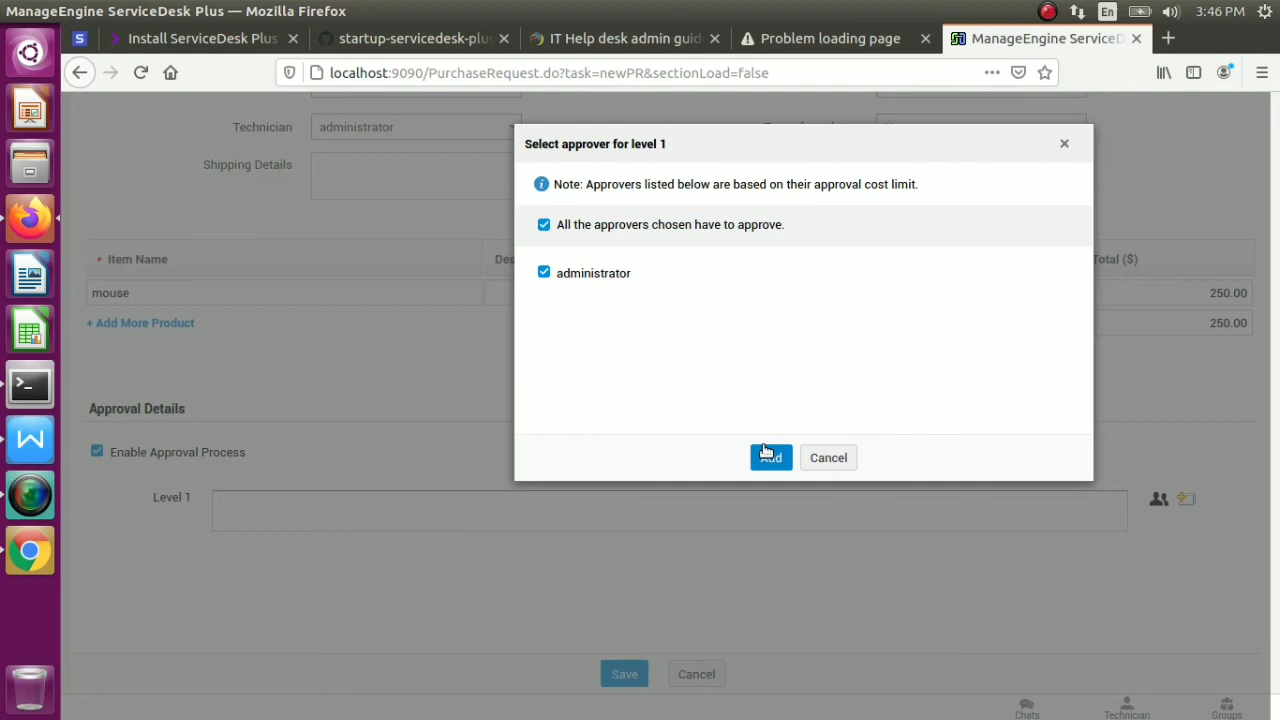 ManageEngine ServiceDesk Plus — Mozilla Firefox
En
3:46 PM
S
Install ServiceDesk Plus
startup-servicedesk-plus
IT Help desk admin guid
Problem loading page
ManageEngine ServiceD
localhost:9090/PurchaseRequest.do?task=newPR&sectionLoad=false
Technician
administrator
Shipping Details
Select approver for level 1
Note: Approvers listed below are based on their approval cost limit.
All the approvers chosen have to approve.
administrator
Add
Cancel
* Item Name
Des
Total ($)
mouse
250.00
+ Add More Product
250.00
Approval Details
Enable Approval Process
Level 1
Save
Cancel
Chats
Technician
Groups